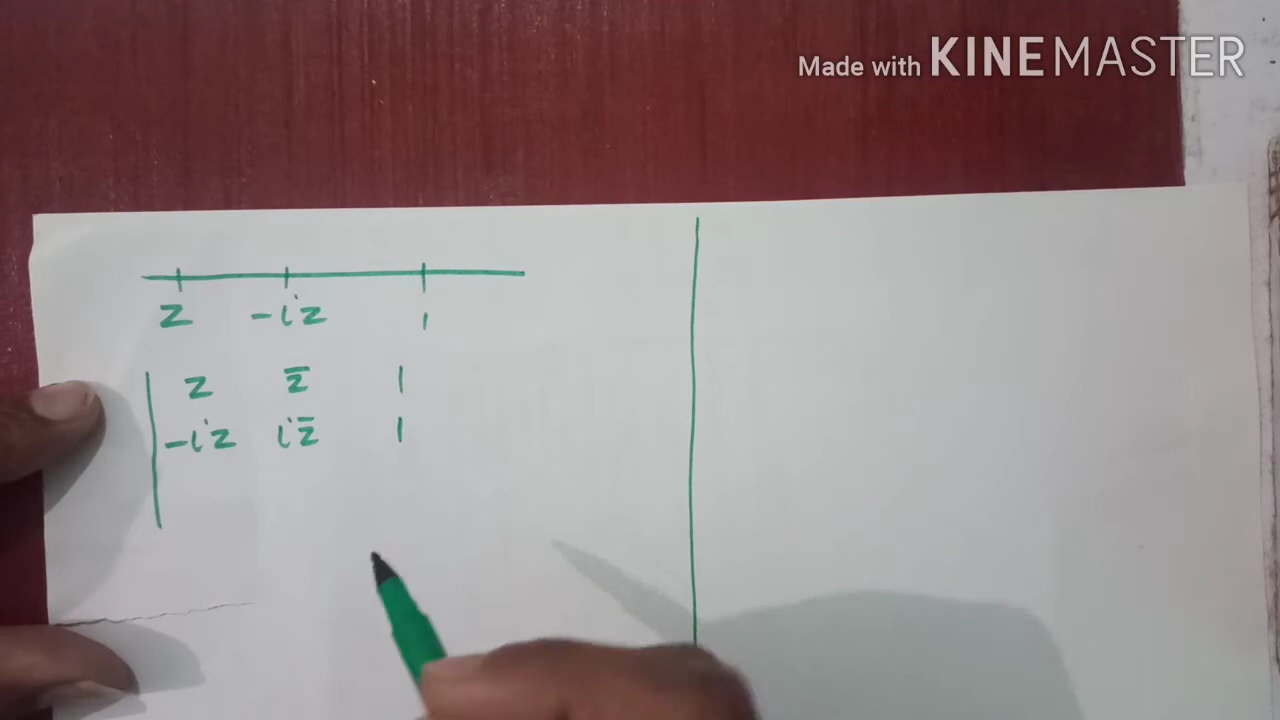 Made with KINEMASTER
z -iz 1
z z̄ 1
-iz iz̄ 1